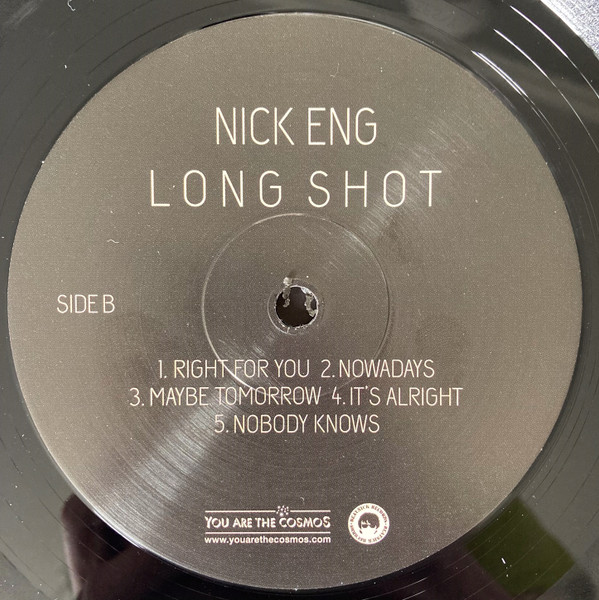 NICK ENG
LONG SHOT
SIDE B
1. RIGHT FOR YOU 2. NOWADAYS
3. MAYBE TOMORROW 4. IT'S ALRIGHT
5. NOBODY KNOWS
YOU ARE THE COSMOS
www.youarethecosmos.com